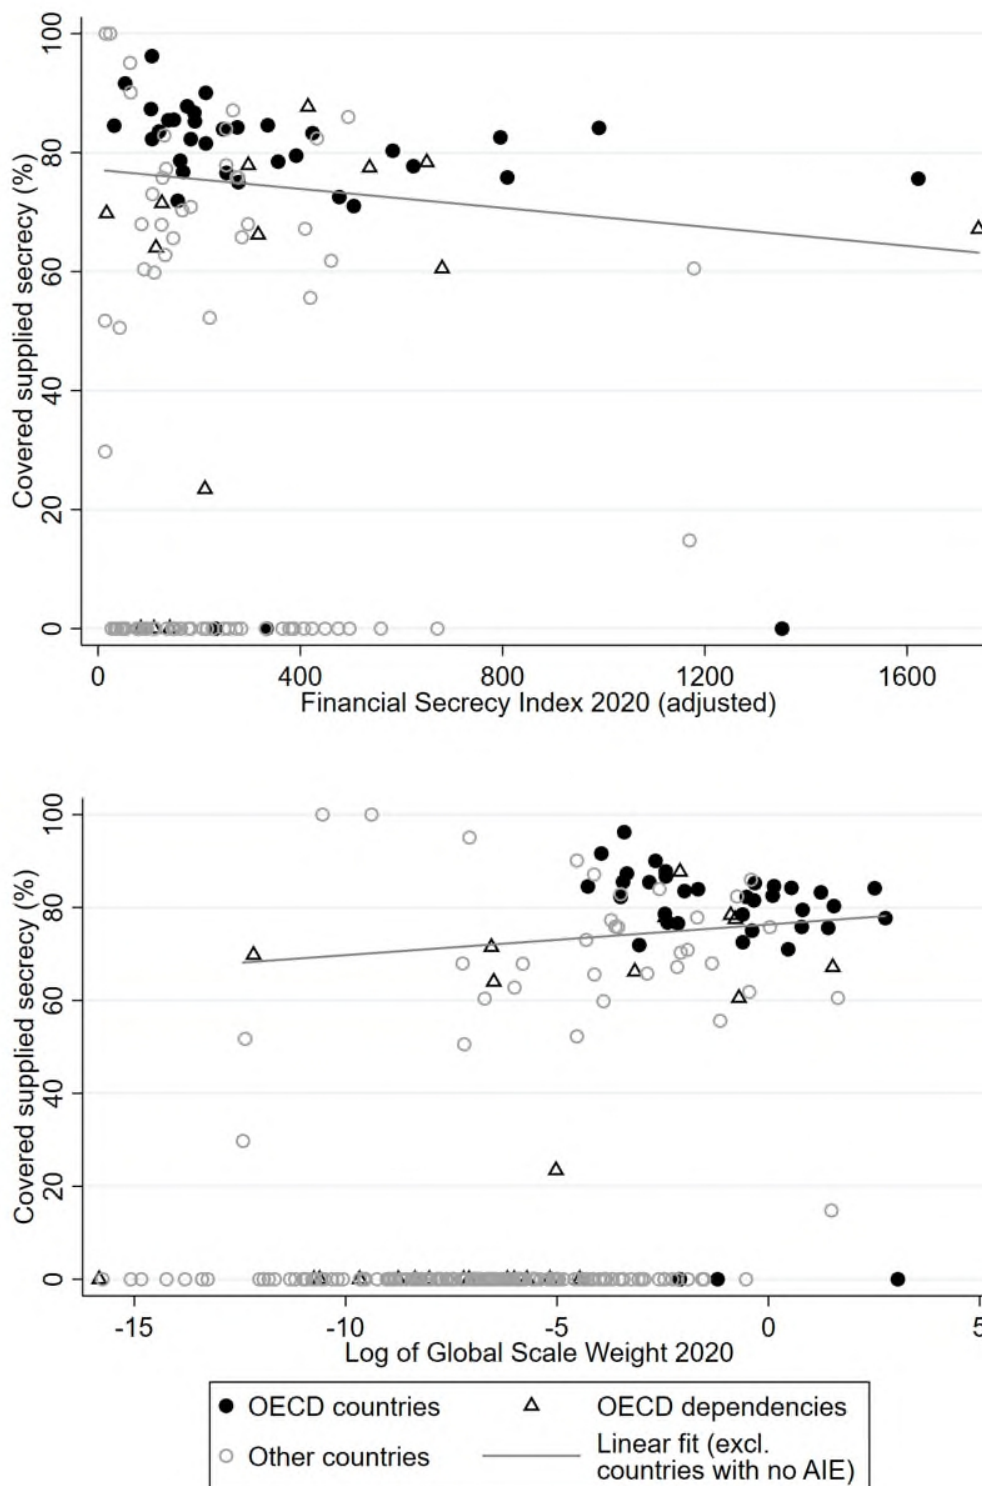 Covered supplied secrecy (%)
100
80
60
40
20
0
0 400 800 1200 1600
Financial Secrecy Index 2020 (adjusted)
Covered supplied secrecy (%)
100
80
60
40
20
0
-15 -10 -5 0 5
Log of Global Scale Weight 2020
OECD countries
OECD dependencies
Other countries
Linear fit (excl.
countries with no AIE)